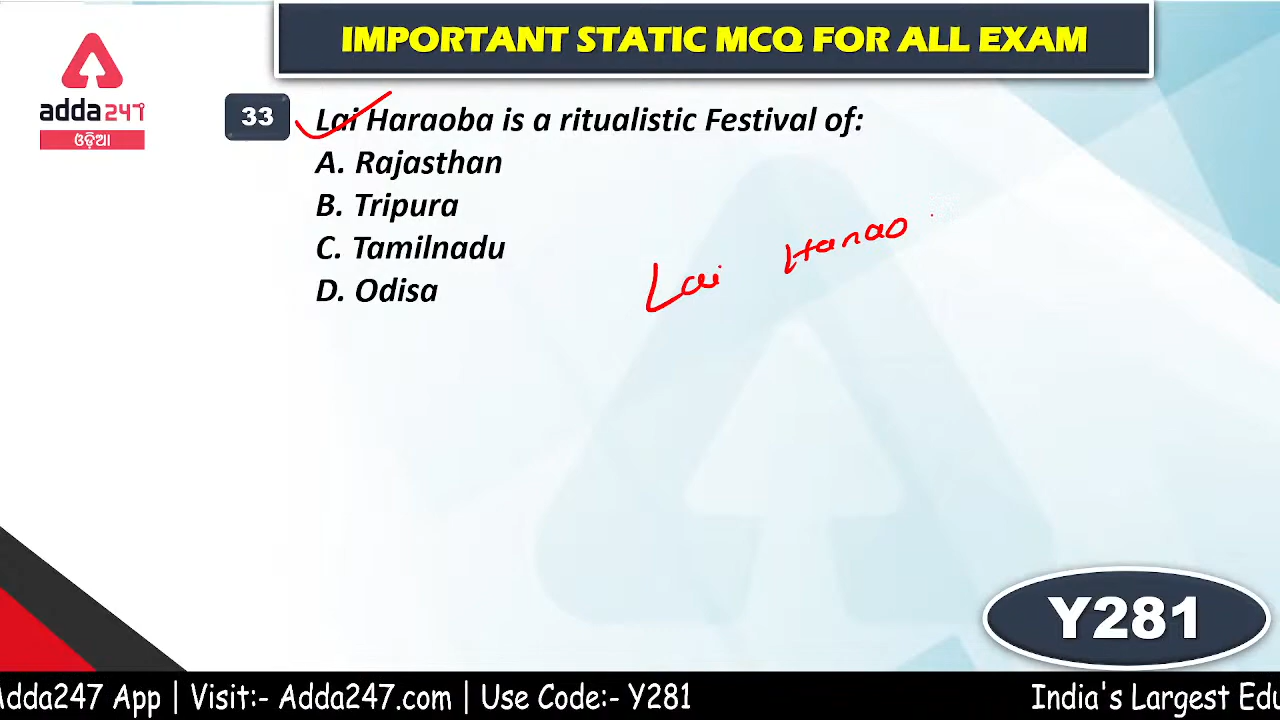 IMPORTANT STATIC MCQ FOR ALL EXAM
adda247
ଓଡ଼ିଆ
33
Lai Haraoba is a ritualistic Festival of:
A. Rajasthan
B. Tripura
C. Tamilnadu
D. Odisa
Lai Harao
Y281
Adda247 App | Visit:- Adda247.com | Use Code:- Y281
India's Largest Edu